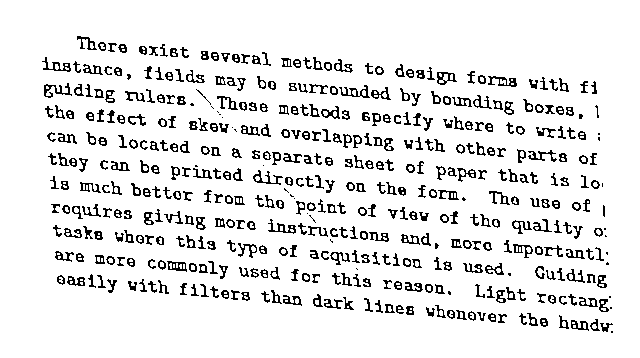 There exist several methods to design forms with fi
instance, fields may be surrounded by bounding boxes, l
guiding rulers. These methods specify where to write
the effect of skew and overlapping with other parts of
can be located on a separate sheet of paper that is lo
they can be printed directly on the form. The use of
is much better from the point of view of the quality o
requires giving more instructions and, more importantly
tasks where this type of acquisition is used. Guiding
are more commonly used for this reason. Light rectang
easily with filters than dark lines whenever the handw